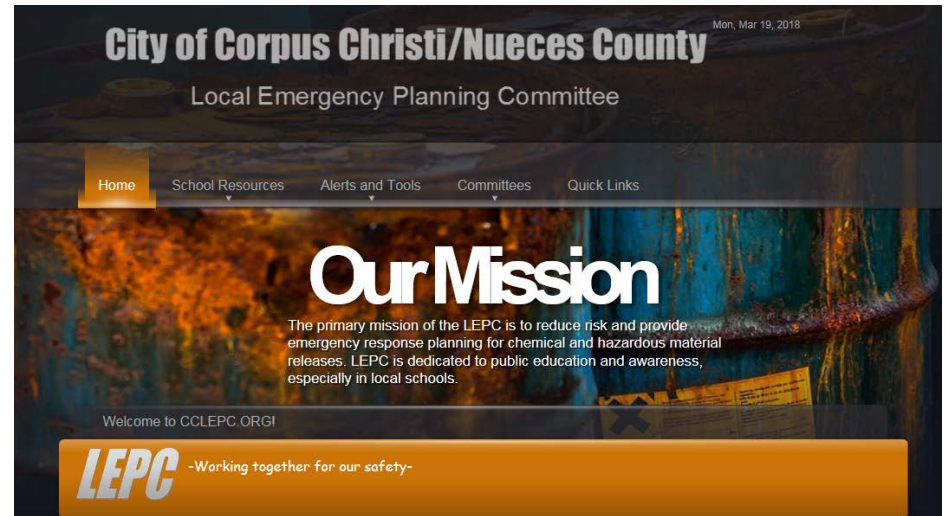 Mon, Mar 19, 2018
City of Corpus Christi/Nueces County
Local Emergency Planning Committee
Home School Resources Alerts and Tools Committees Quick Links
Our Mission
The primary mission of the LEPC is to reduce risk and provide
emergency response planning for chemical and hazardous material
releases. LEPC is dedicated to public education and awareness,
especially in local schools.
Welcome to CCLEPC.ORG!
LEPC -Working together for our safety-